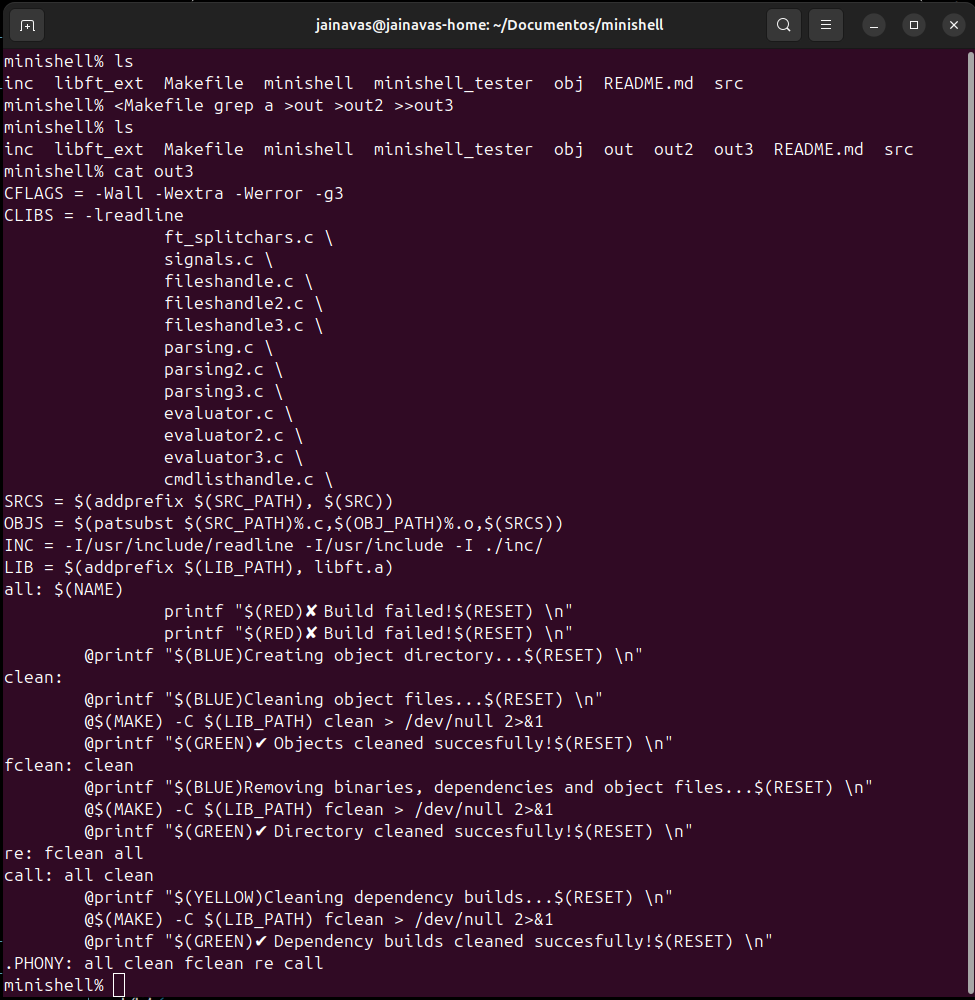 jainavas@jainavas-home: ~/Documentos/minishell
minishell% ls
inc  libft_ext  Makefile  minishell  minishell_tester  obj  README.md  src
minishell% <Makefile grep a >out >out2 >>out3
minishell% ls
inc  libft_ext  Makefile  minishell  minishell_tester  obj  out  out2  out3  README.md  src
minishell% cat out3
CFLAGS = -Wall -Wextra -Werror -g3
CLIBS = -lreadline
                ft_splitchars.c \
                signals.c \
                fileshandle.c \
                fileshandle2.c \
                fileshandle3.c \
                parsing.c \
                parsing2.c \
                parsing3.c \
                evaluator.c \
                evaluator2.c \
                evaluator3.c \
                cmdlisthandle.c \
SRCS = $(addprefix $(SRC_PATH), $(SRC))
OBJS = $(patsubst $(SRC_PATH)%.c,$(OBJ_PATH)%.o,$(SRCS))
INC = -I/usr/include/readline -I/usr/include -I ./inc/
LIB = $(addprefix $(LIB_PATH), libft.a)
all: $(NAME)
                printf "$(RED)✘ Build failed!$(RESET) \n"
                printf "$(RED)✘ Build failed!$(RESET) \n"
        @printf "$(BLUE)Creating object directory...$(RESET) \n"
clean:
        @printf "$(BLUE)Cleaning object files...$(RESET) \n"
        @$(MAKE) -C $(LIB_PATH) clean > /dev/null 2>&1
        @printf "$(GREEN)✔ Objects cleaned succesfully!$(RESET) \n"
fclean: clean
        @printf "$(BLUE)Removing binaries, dependencies and object files...$(RESET) \n"
        @$(MAKE) -C $(LIB_PATH) fclean > /dev/null 2>&1
        @printf "$(GREEN)✔ Directory cleaned succesfully!$(RESET) \n"
re: fclean all
call: all clean
        @printf "$(YELLOW)Cleaning dependency builds...$(RESET) \n"
        @$(MAKE) -C $(LIB_PATH) fclean > /dev/null 2>&1
        @printf "$(GREEN)✔ Dependency builds cleaned succesfully!$(RESET) \n"
.PHONY: all clean fclean re call
minishell%